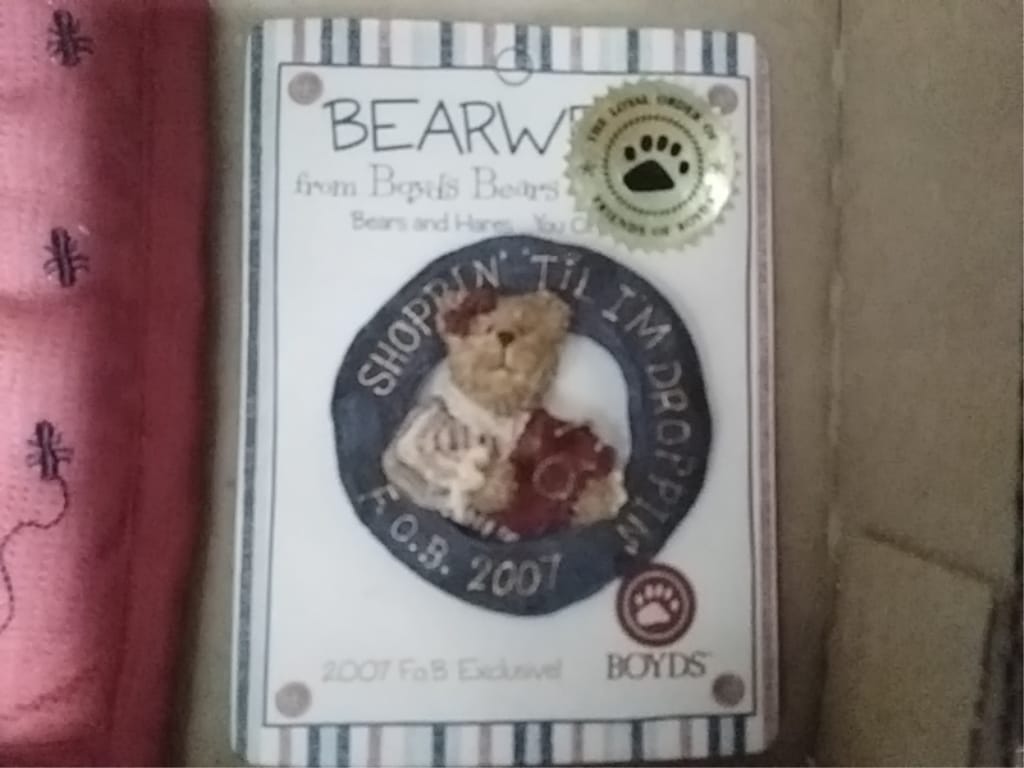 BEARW
from Boyds Bears
Bears and Hares You C
THE LOYAL ORDER OF
FRIENDS OF BOYDS
SHOPPIN' 'TIL I'M DROPPIN'
F.o.B. 2007
2007 FoB Exclusive!
BOYDS